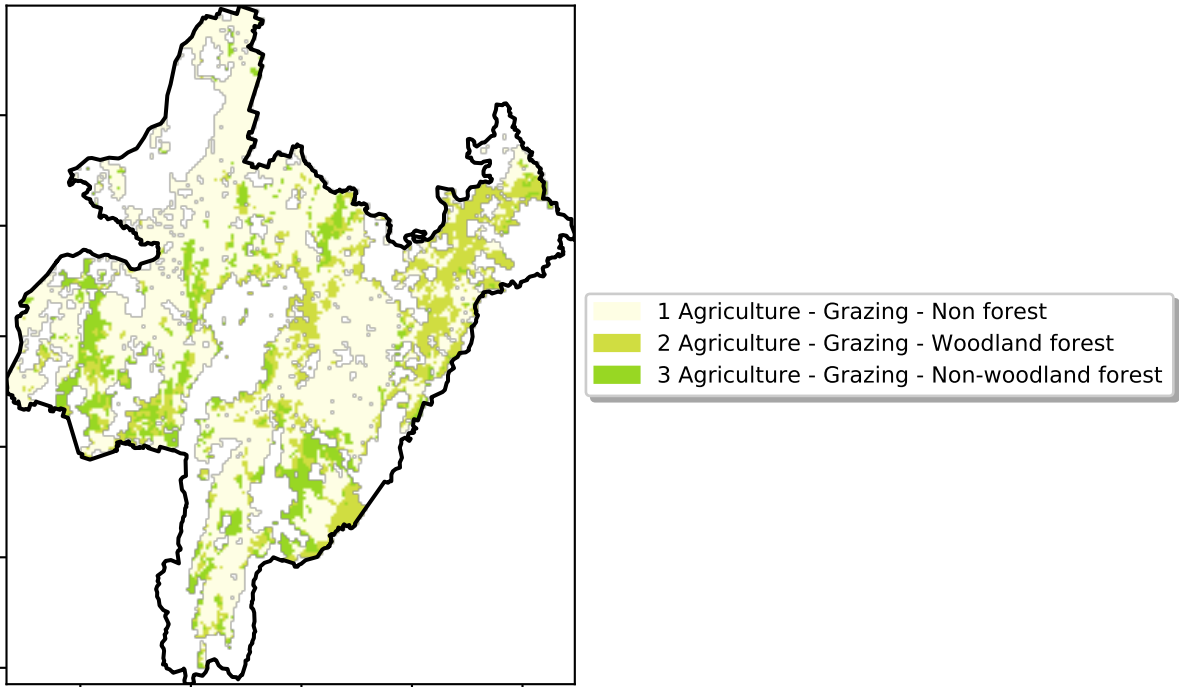 1 Agriculture - Grazing - Non forest
2 Agriculture - Grazing - Woodland forest
3 Agriculture - Grazing - Non-woodland forest